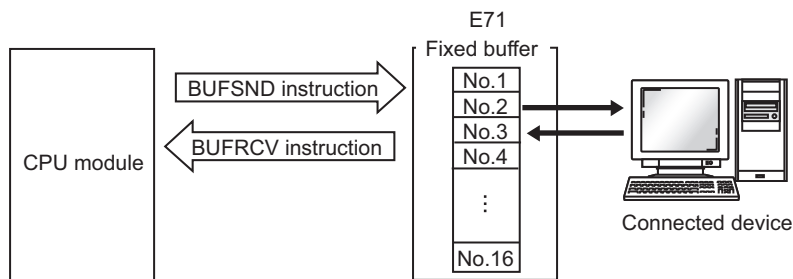 E71
Fixed buffer
BUFSND instruction
BUFRCV instruction
CPU module
No.1
No.2
No.3
No.4
⋮
No.16
Connected device